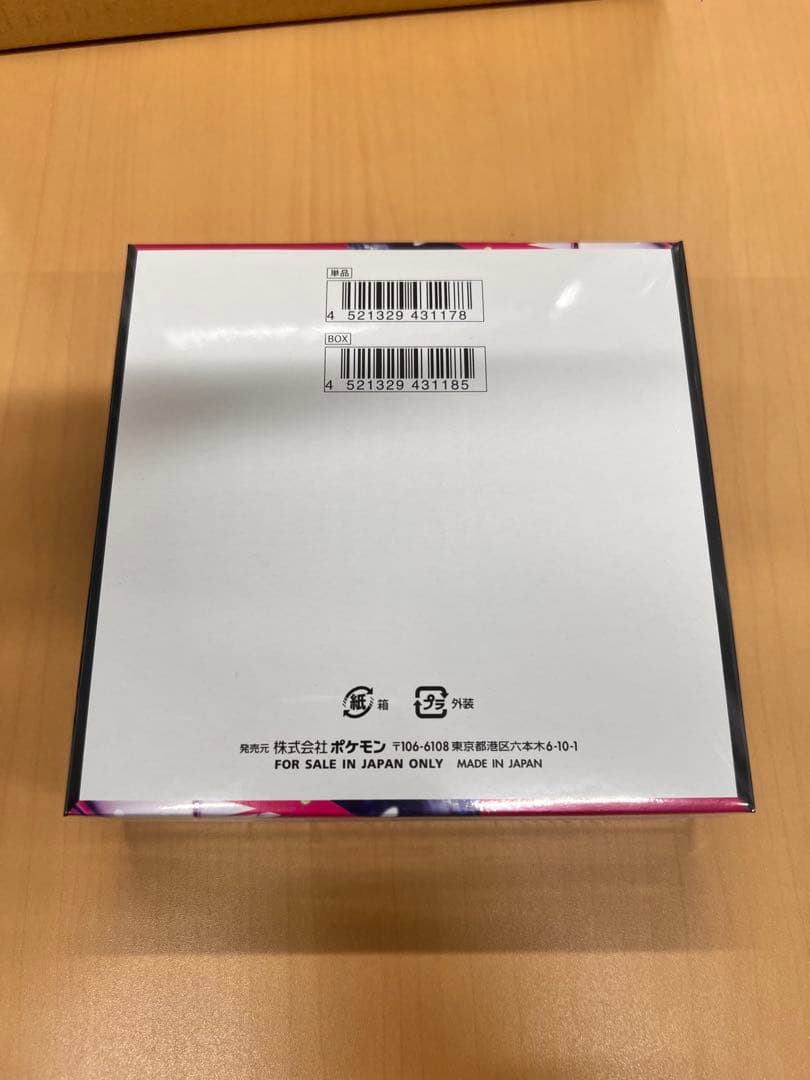 単品
4 521329 431178
BOX
4 521329 431185
紙 箱 プラ 外装
発売元 株式会社 ポケモン 〒106-6108 東京都港区六本木6-10-1
FOR SALE IN JAPAN ONLY MADE IN JAPAN